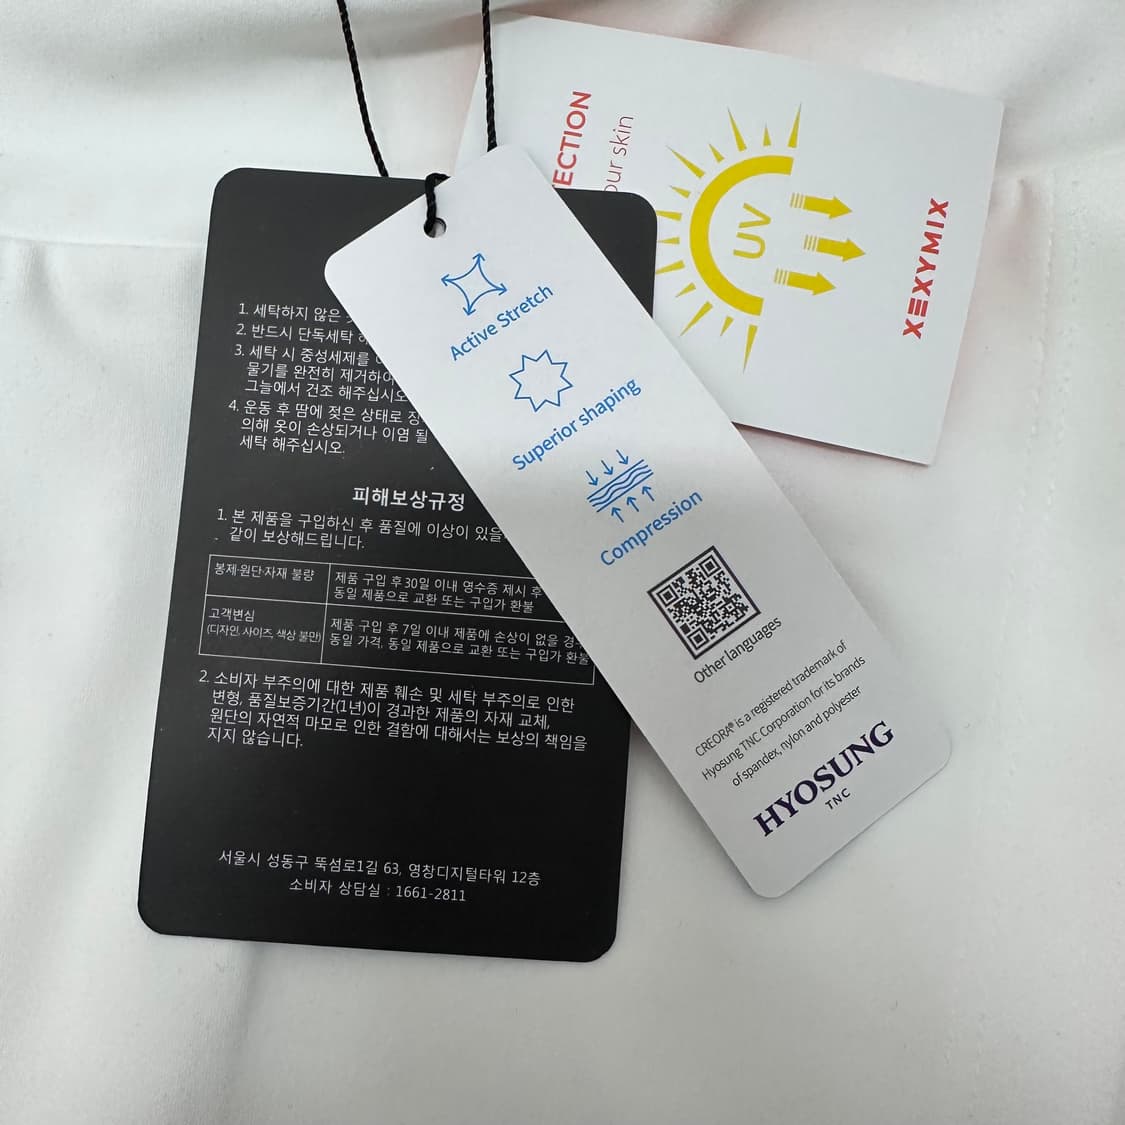 1. 세탁하지 않은
2. 반드시 단독세탁
3. 세탁 시 중성세제를
물기를 완전히 제거하여
그늘에서 건조 해주십시오
4. 운동 후 땀에 젖은 상태로
의해 옷이 손상되거나 이염 될
세탁 해주십시오.
피해보상규정
1. 본 제품을 구입하신 후 품질에 이상이 있을
같이 보상해드립니다.
봉제·원단·자재 불량
제품 구입 후 30일 이내 영수증 제시 후
동일 제품으로 교환 또는 구입가 환불
고객변심
(디자인, 사이즈, 색상 불만)
제품 구입 후 7일 이내 제품에 손상이 없을 경우
동일 가격, 동일 제품으로 교환 또는 구입가 환불
2. 소비자 부주의에 대한 제품 훼손 및 세탁 부주의로 인한
변형, 품질보증기간(1년)이 경과한 제품의 자재 교체,
원단의 자연적 마모로 인한 결함에 대해서는 보상의 책임을
지지 않습니다.
서울시 성동구 뚝섬로1길 63, 영창디지털타워 12층
소비자 상담실 : 1661-2811
Active Stretch
Superior shaping
Compression
Other languages
CREORA® is a registered trademark of
Hyosung TNC Corporation for its brands
of spandex, nylon and polyester
HYOSUNG
TNC
ECTION
our skin
UV
XEXYMIX